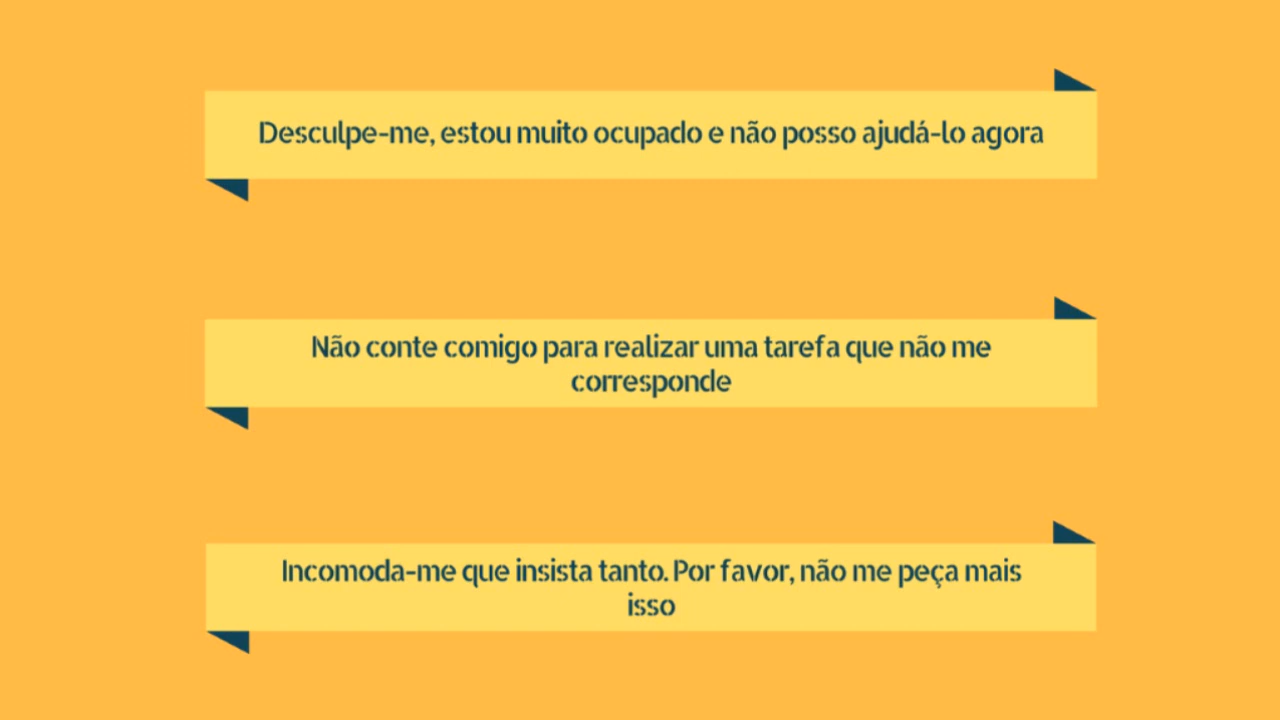 Desculpe-me, estou muito ocupado e não posso ajudá-lo agora
Não conte comigo para realizar uma tarefa que não me
corresponde
Incomoda-me que insista tanto. Por favor, não me peça mais
isso